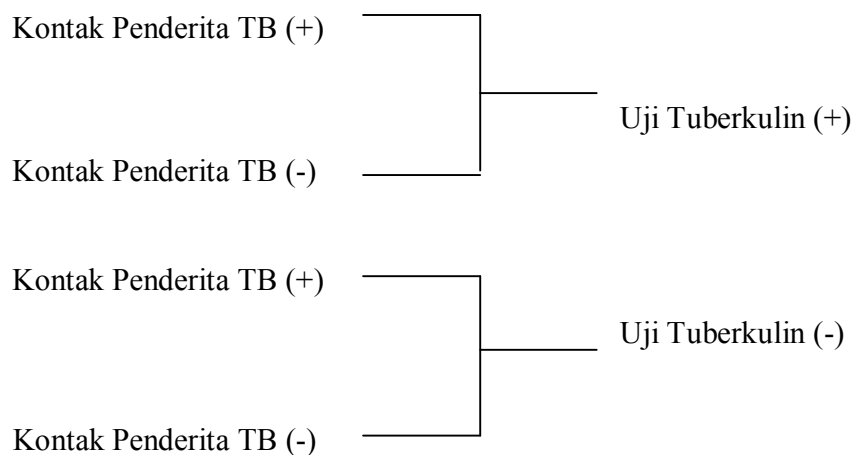 Kontak Penderita TB (+)
Uji Tuberkulin (+)
Kontak Penderita TB (-)
Kontak Penderita TB (+)
Uji Tuberkulin (-)
Kontak Penderita TB (-)